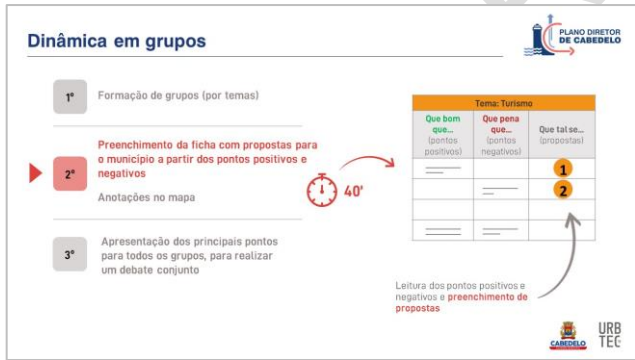 Dinâmica em grupos
PLANO DIRETOR
DE CABEDELO
1º
Formação de grupos (por temas)
2º
Preenchimento da ficha com propostas para
o município a partir dos pontos positivos e
negativos
Anotações no mapa
40'
3º
Apresentação dos principais pontos
para todos os grupos, para realizar
um debate conjunto
Tema: Turismo
Que bom
que...
(pontos
positivos)
Que pena
que...
(pontos
negativos)
Que tal se...
(propostas)
1
2
Leitura dos pontos positivos e
negativos e preenchimento de
propostas
CABEDELO
URB
TEC